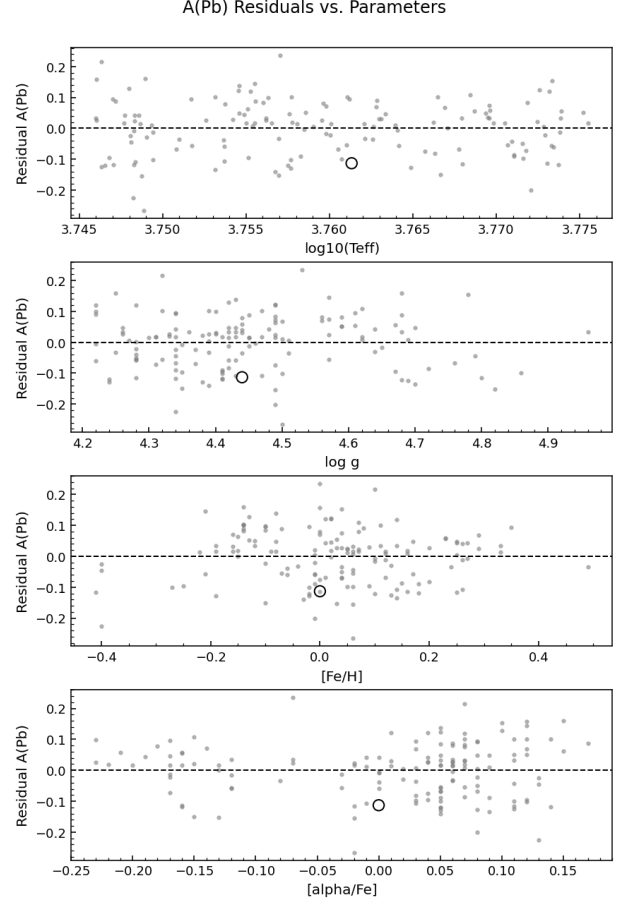 A(Pb) Residuals vs. Parameters
0.2
0.1
0.0
−0.1
−0.2
Residual A(Pb)
3.745 3.750 3.755 3.760 3.765 3.770 3.775
log10(Teff)
0.2
0.1
0.0
−0.1
−0.2
Residual A(Pb)
4.2 4.3 4.4 4.5 4.6 4.7 4.8 4.9
log g
0.2
0.1
0.0
−0.1
−0.2
Residual A(Pb)
−0.4 −0.2 0.0 0.2 0.4
[Fe/H]
0.2
0.1
0.0
−0.1
−0.2
Residual A(Pb)
−0.25 −0.20 −0.15 −0.10 −0.05 0.00 0.05 0.10 0.15
[alpha/Fe]